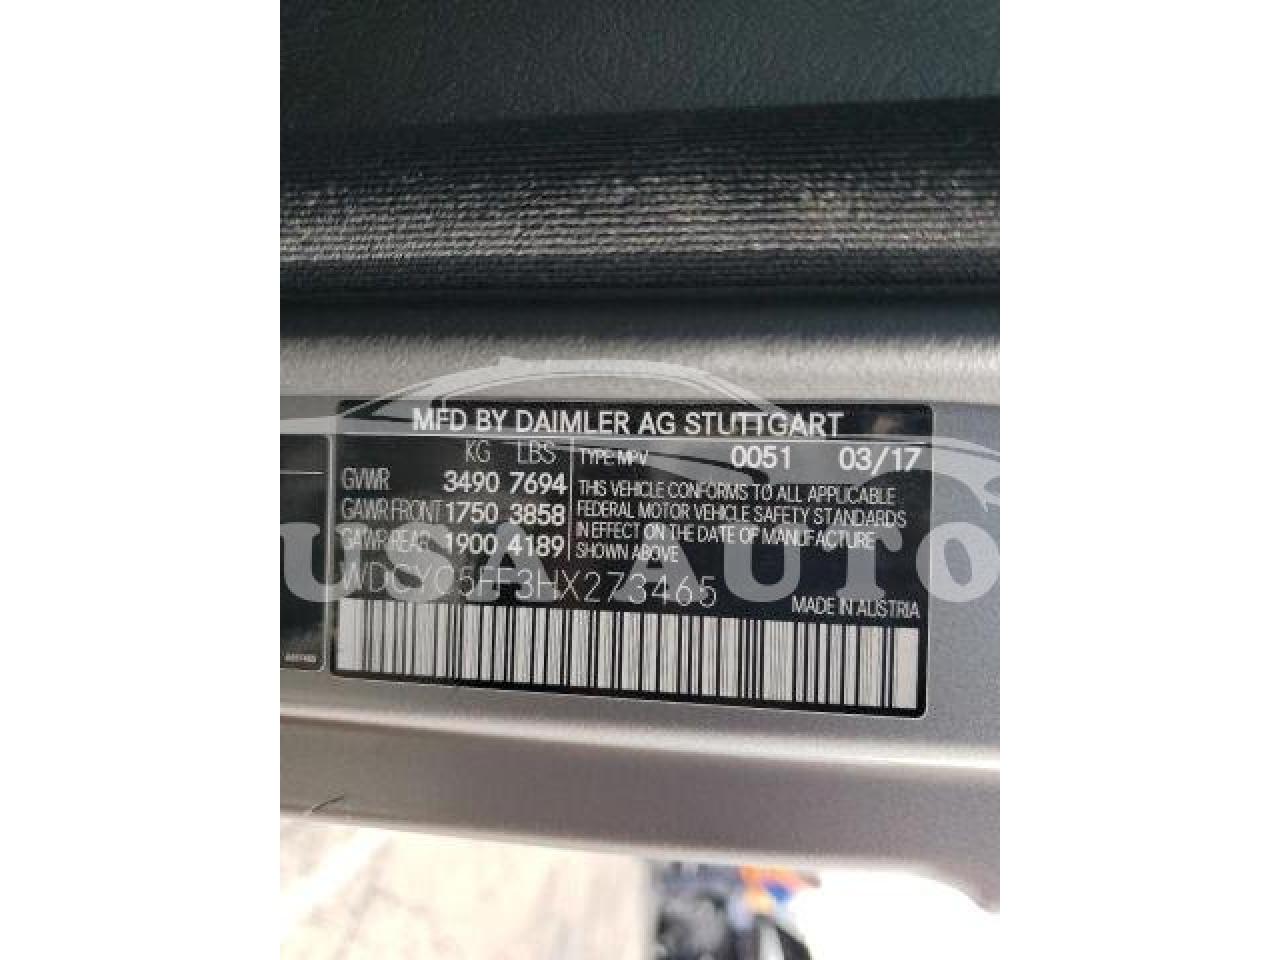 MFD BY DAIMLER AG STUTTGART
KG LBS
GVWR 3490 7694
GAWR FRONT 1750 3858
GAWR REAR 1900 4189
TYPE: MPV 0051 03/17
THIS VEHICLE CONFORMS TO ALL APPLICABLE
FEDERAL MOTOR VEHICLE SAFETY STANDARDS
IN EFFECT ON THE DATE OF MANUFACTURE
SHOWN ABOVE
WDCYC5FF3HX273465
MADE IN AUSTRIA
USA AUTO